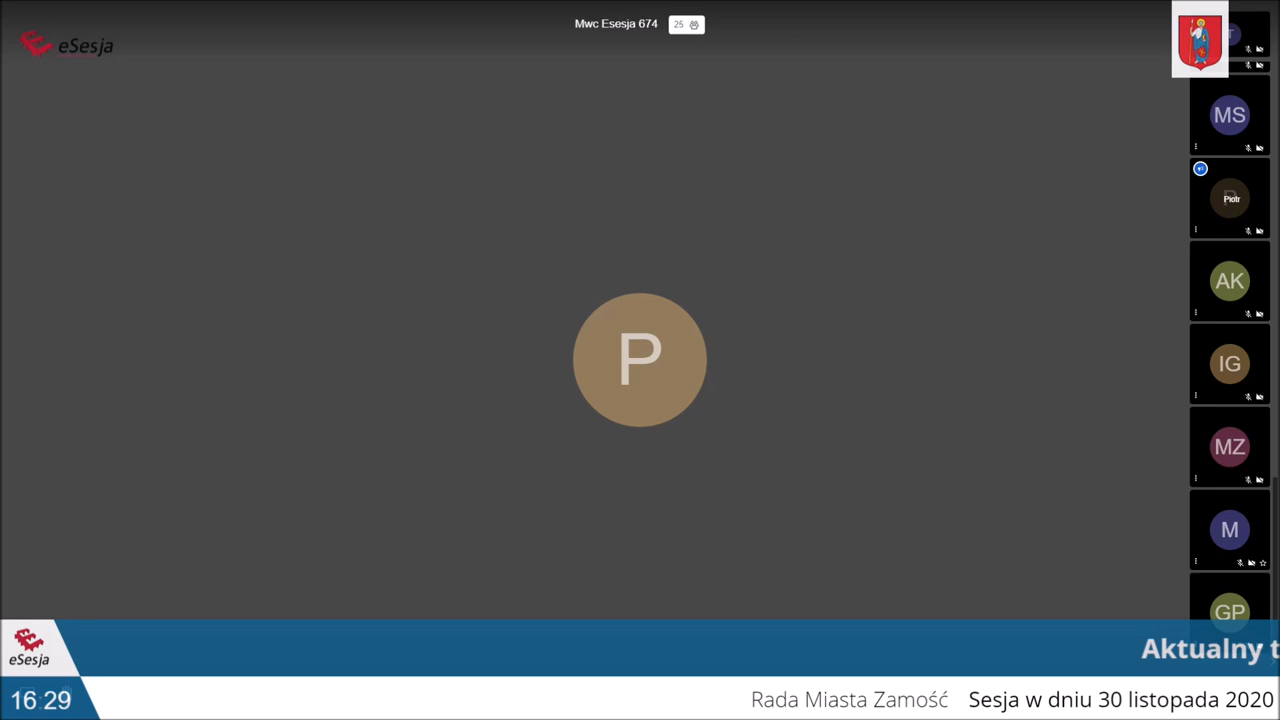 Mwc Esesja 674 25
eSesja
T
MS
Piotr
AK
IG
MZ
M
GP
P
Aktualny t
eSesja
16:29
Rada Miasta Zamość Sesja w dniu 30 listopada 2020